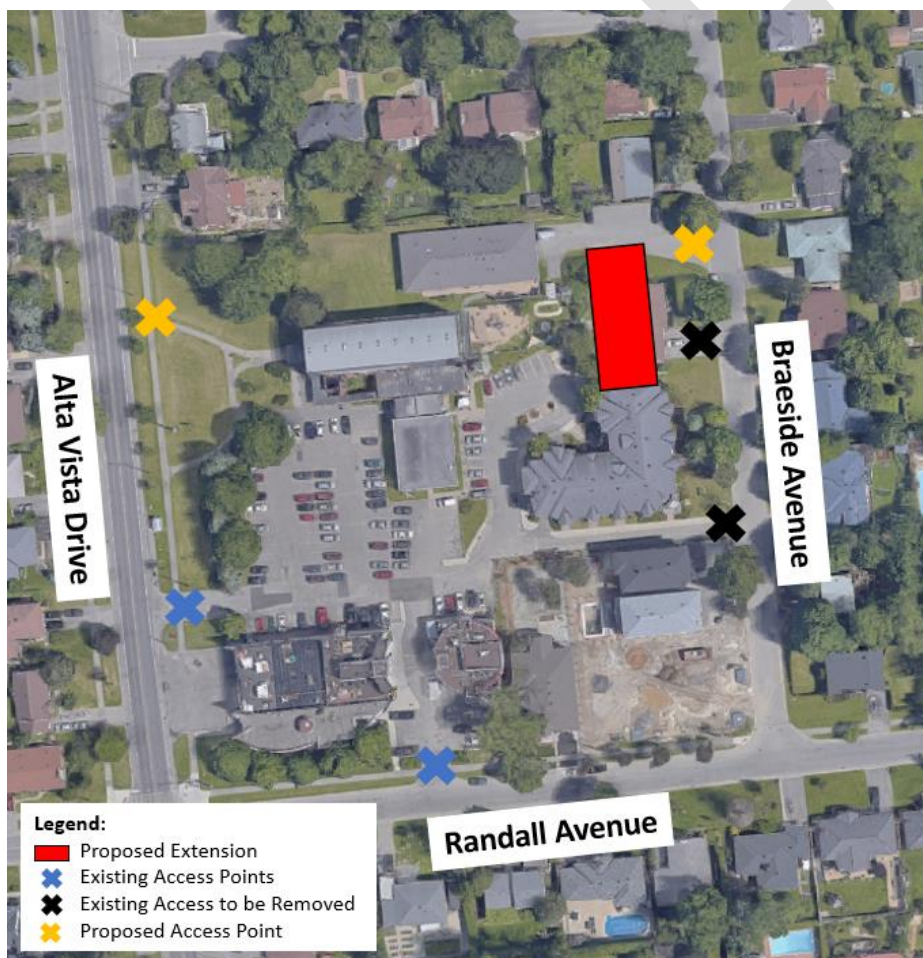 Alta Vista Drive
Braeside Avenue
Randall Avenue
Legend:
Proposed Extension
Existing Access Points
Existing Access to be Removed
Proposed Access Point